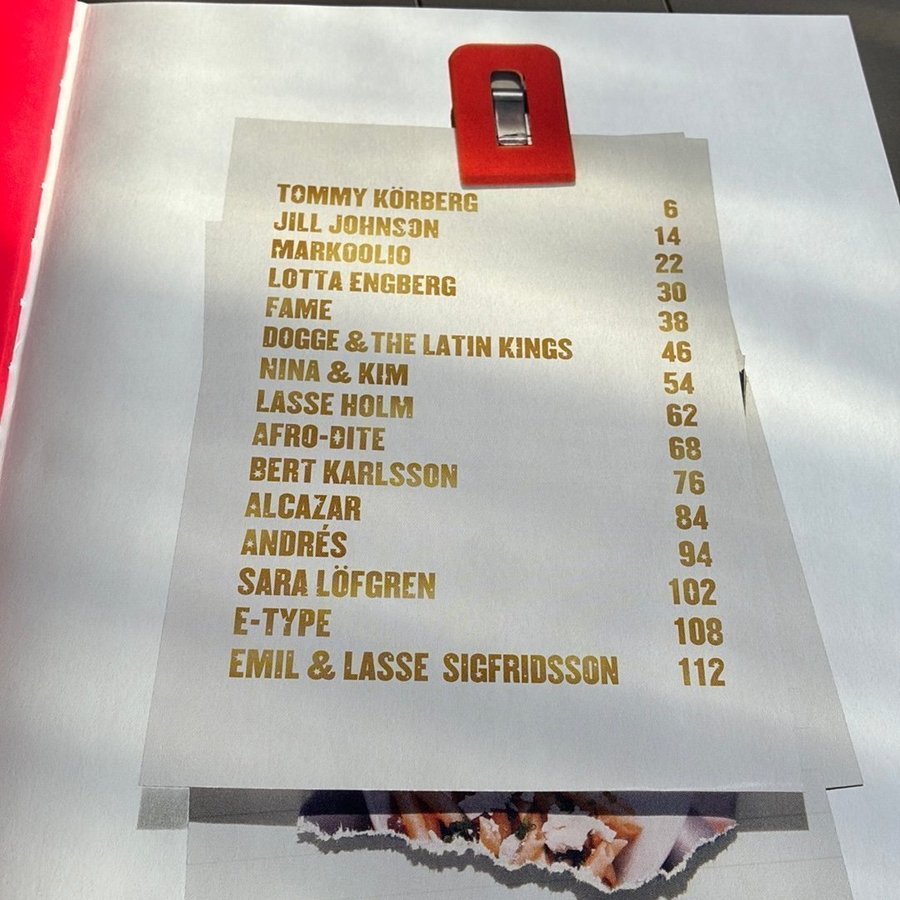 TOMMY KÖRBERG 6
JILL JOHNSON 14
MARKOOLIO 22
LOTTA ENGBERG 30
FAME 38
DOGGE & THE LATIN KINGS 46
NINA & KIM 54
LASSE HOLM 62
AFRO-DITE 68
BERT KARLSSON 76
ALCAZAR 84
ANDRÉS 94
SARA LÖFGREN 102
E-TYPE 108
EMIL & LASSE SIGFRIDSSON 112